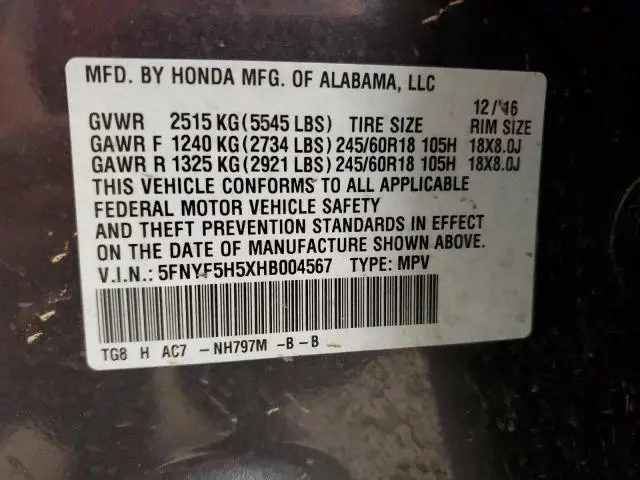 MFD. BY HONDA MFG. OF ALABAMA, LLC
12/16
GVWR 2515 KG (5545 LBS) TIRE SIZE RIM SIZE
GAWR F 1240 KG (2734 LBS) 245/60R18 105H 18X8.0J
GAWR R 1325 KG (2921 LBS) 245/60R18 105H 18X8.0J
THIS VEHICLE CONFORMS TO ALL APPLICABLE
FEDERAL MOTOR VEHICLE SAFETY
AND THEFT PREVENTION STANDARDS IN EFFECT
ON THE DATE OF MANUFACTURE SHOWN ABOVE.
V.I.N.: 5FNYF5H5XHB004567 TYPE: MPV
TG8 H AC7 -NH797M -B-B